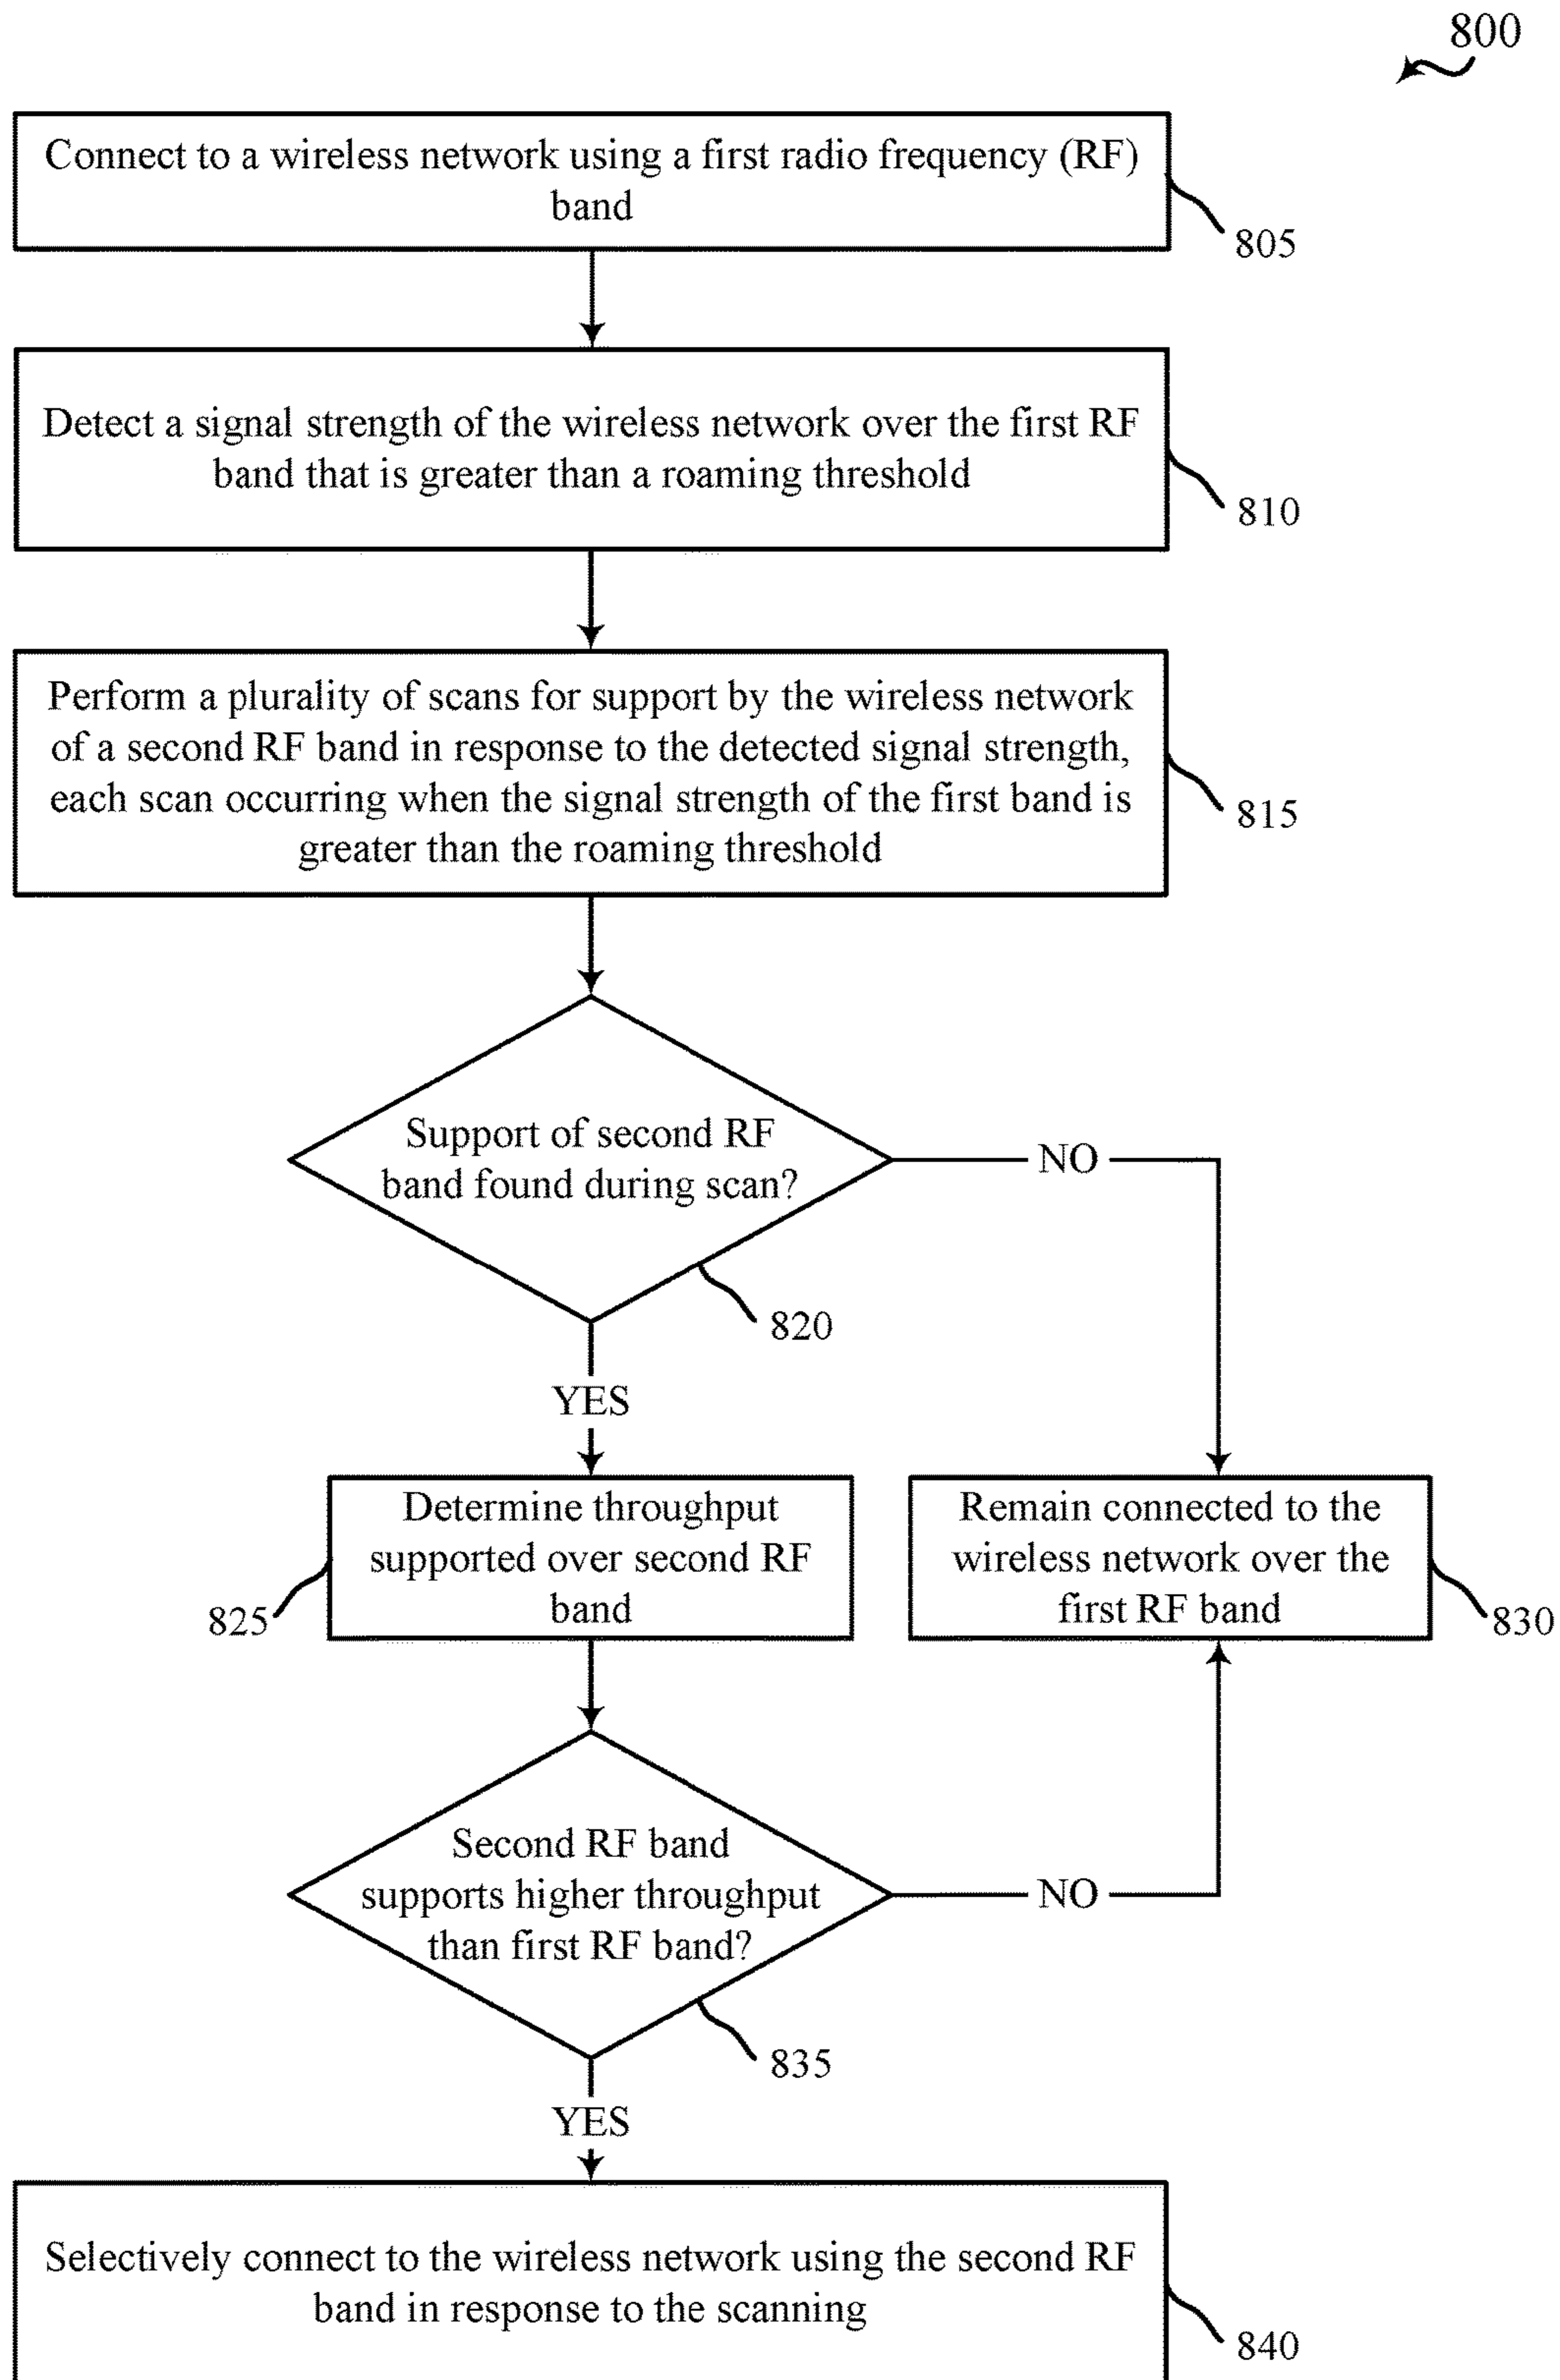 800
Connect to a wireless network using a first radio frequency (RF)
band
805
Detect a signal strength of the wireless network over the first RF
band that is greater than a roaming threshold
810
Perform a plurality of scans for support by the wireless network
of a second RF band in response to the detected signal strength,
each scan occurring when the signal strength of the first band is
greater than the roaming threshold
815
Support of second RF
band found during scan?
NO
820
YES
Determine throughput
supported over second RF
band
825
Remain connected to the
wireless network over the
first RF band
830
Second RF band
supports higher throughput
than first RF band?
NO
835
YES
Selectively connect to the wireless network using the second RF
band in response to the scanning
840